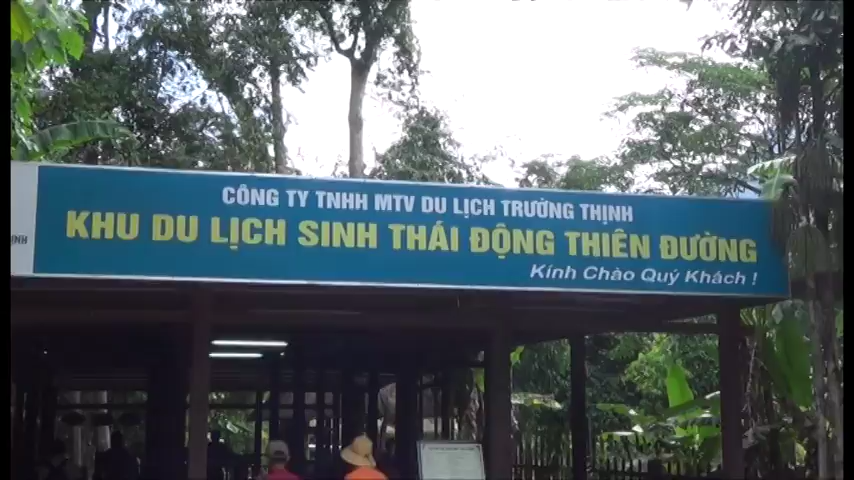 CÔNG TY TNHH MTV DU LỊCH TRƯỜNG THỊNH
KHU DU LỊCH SINH THÁI ĐỘNG THIÊN ĐƯỜNG
Kính Chào Quý Khách !